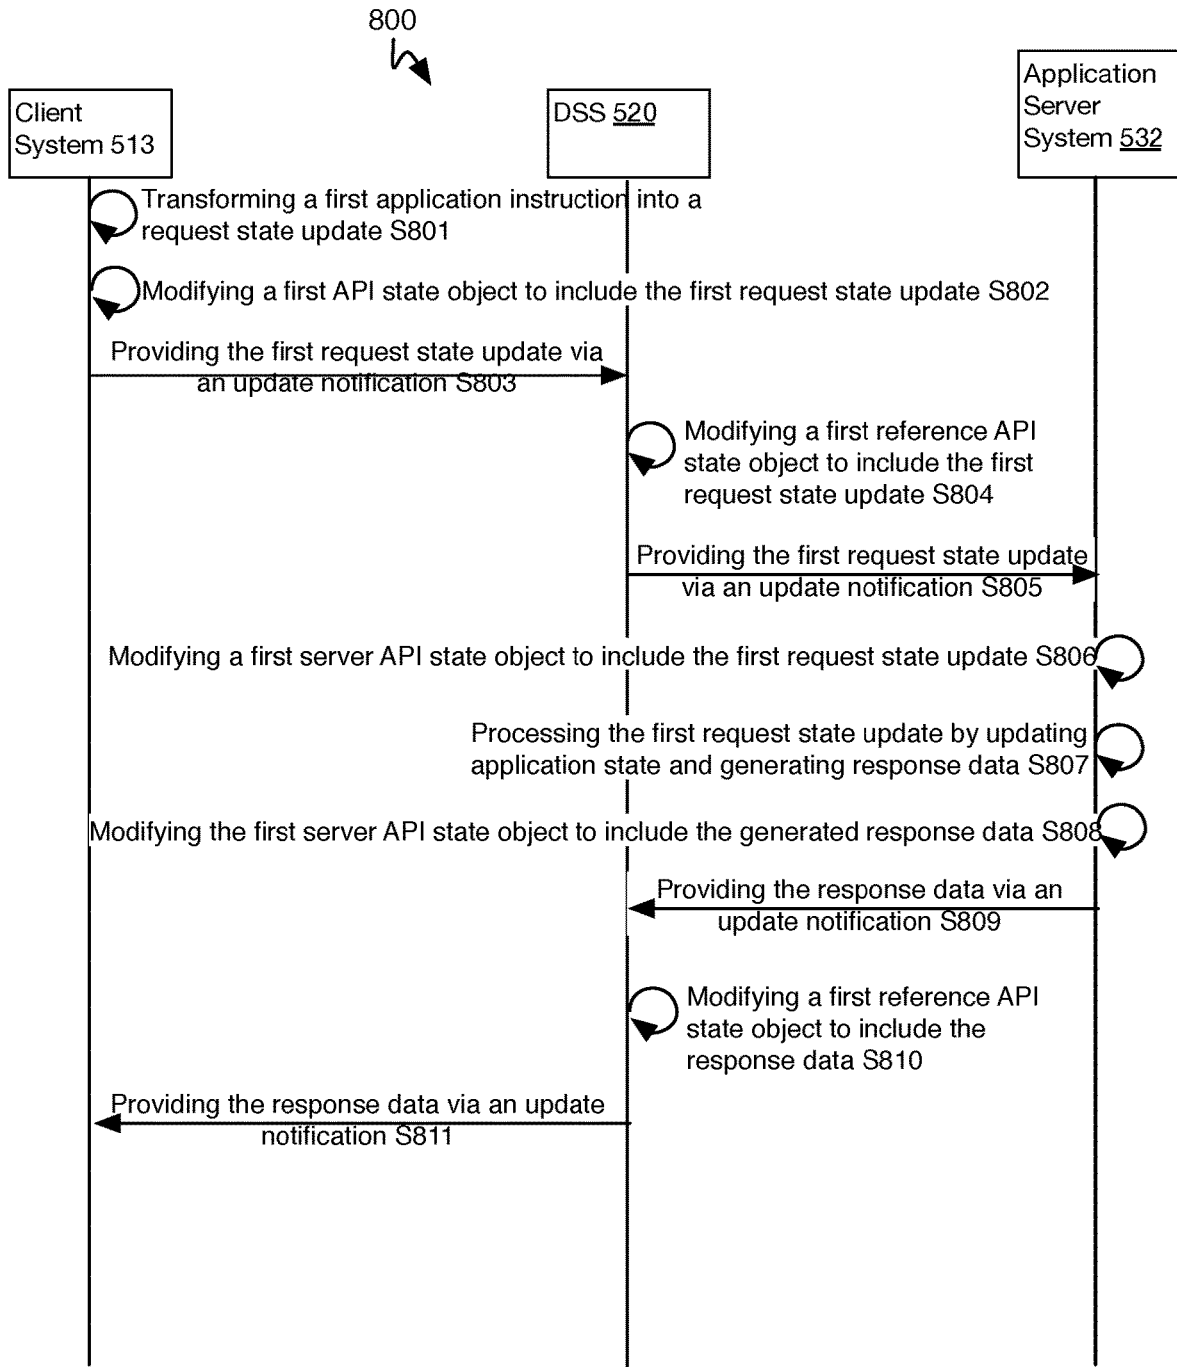 800
Client
System 513
DSS 520
Application
Server
System 532
Transforming a first application instruction into a
request state update S801
Modifying a first API state object to include the first request state update S802
Providing the first request state update via
an update notification S803
Modifying a first reference API
state object to include the first
request state update S804
Providing the first request state update
via an update notification S805
Modifying a first server API state object to include the first request state update S806
Processing the first request state update by updating
application state and generating response data S807
Modifying the first server API state object to include the generated response data S808
Providing the response data via an
update notification S809
Modifying a first reference API
state object to include the
response data S810
Providing the response data via an update
notification S811